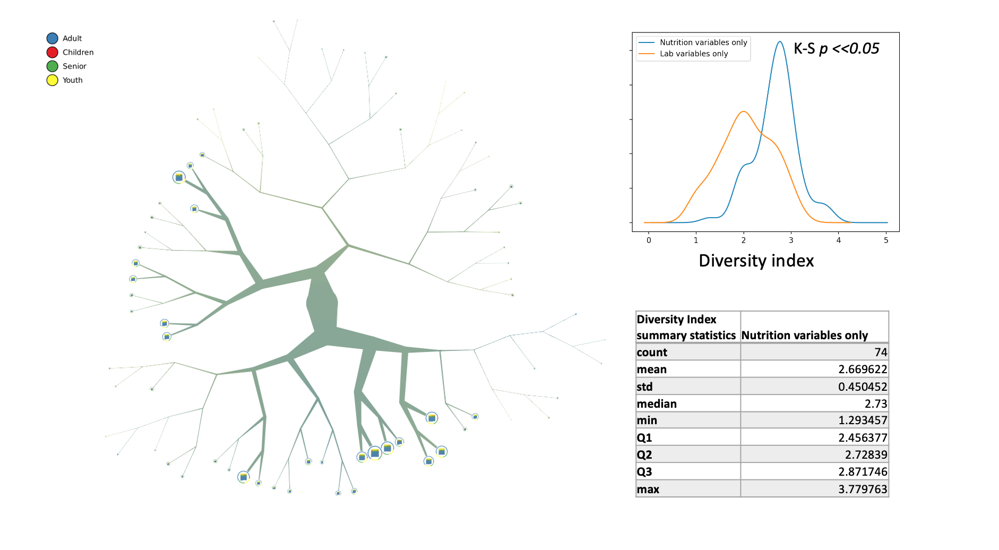 Adult
Children
Senior
Youth
Nutrition variables only
Lab variables only
K-S p <<0.05
0 1 2 3 4 5
Diversity index
Diversity Index
summary statistics Nutrition variables only
count 74
mean 2.669622
std 0.450452
median 2.73
min 1.293457
Q1 2.456377
Q2 2.72839
Q3 2.871746
max 3.779763